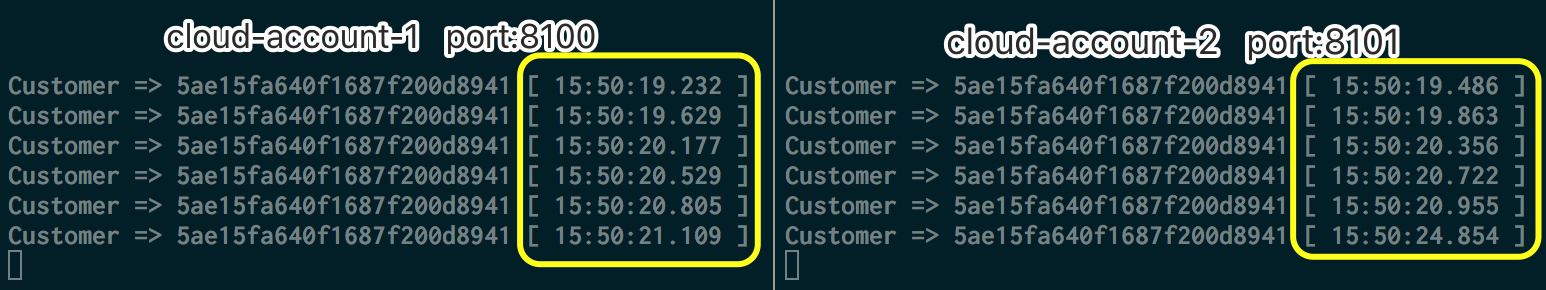 cloud-account-1 port:8100
Customer => 5ae15fa640f1687f200d8941 [ 15:50:19.232 ]
Customer => 5ae15fa640f1687f200d8941 [ 15:50:19.629 ]
Customer => 5ae15fa640f1687f200d8941 [ 15:50:20.177 ]
Customer => 5ae15fa640f1687f200d8941 [ 15:50:20.529 ]
Customer => 5ae15fa640f1687f200d8941 [ 15:50:20.805 ]
Customer => 5ae15fa640f1687f200d8941 [ 15:50:21.109 ]
cloud-account-2 port:8101
Customer => 5ae15fa640f1687f200d8941 [ 15:50:19.486 ]
Customer => 5ae15fa640f1687f200d8941 [ 15:50:19.863 ]
Customer => 5ae15fa640f1687f200d8941 [ 15:50:20.356 ]
Customer => 5ae15fa640f1687f200d8941 [ 15:50:20.722 ]
Customer => 5ae15fa640f1687f200d8941 [ 15:50:20.955 ]
Customer => 5ae15fa640f1687f200d8941 [ 15:50:24.854 ]